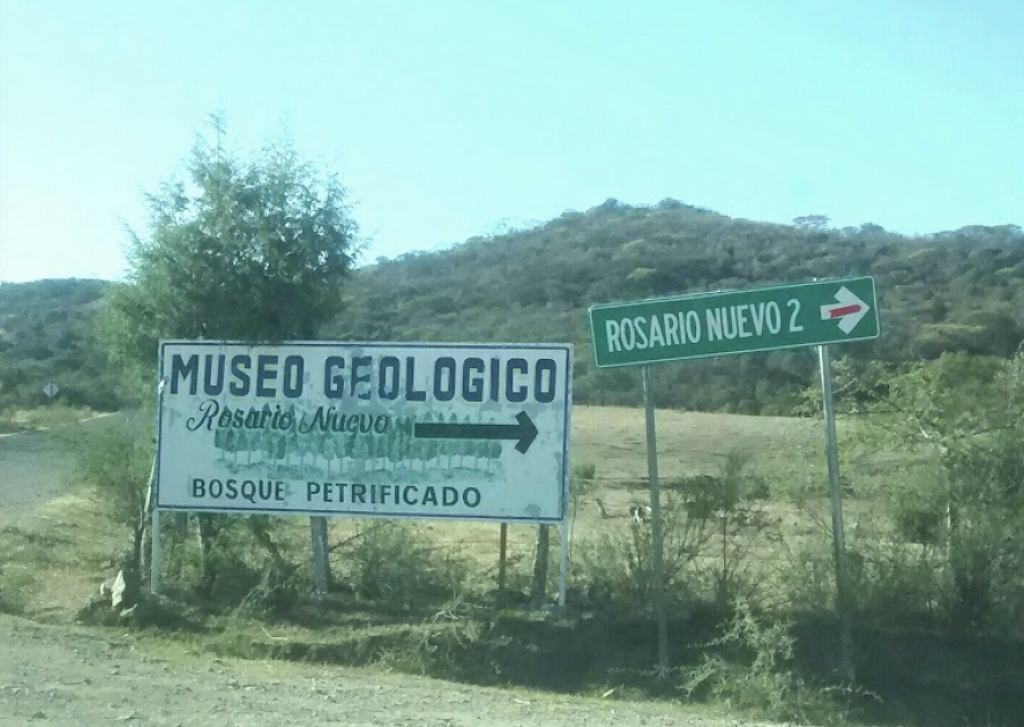 MUSEO GEOLOGICO
Rosario Nuevo
BOSQUE PETRIFICADO
ROSARIO NUEVO 2